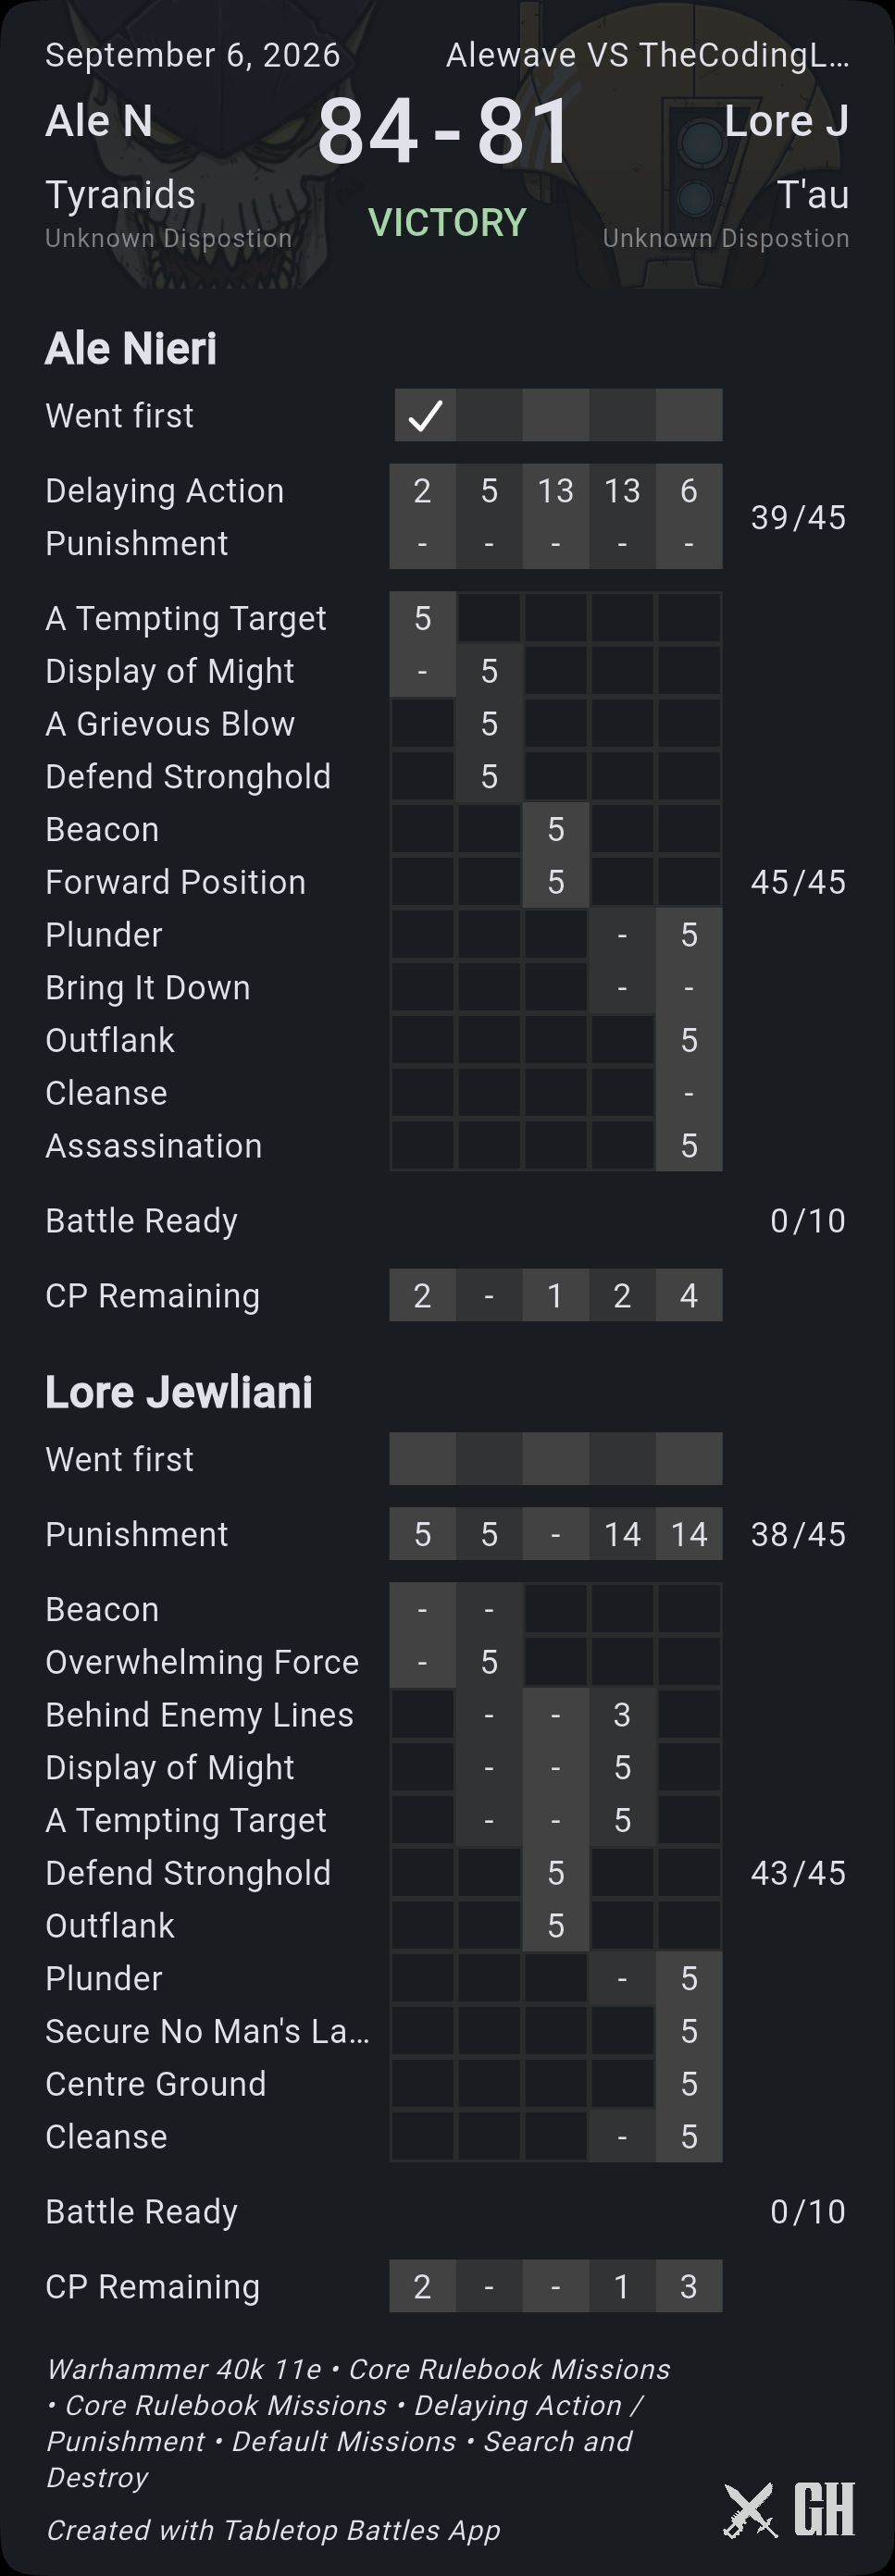 September 6, 2026 Alewave VS TheCodingL...
Ale N 84 - 81 Lore J
Tyranids T'au
Unknown Dispostion VICTORY Unknown Dispostion
Ale Nieri
Went first ✓
Delaying Action 2 5 13 13 6
39/45
Punishment - - - - -
A Tempting Target 5
Display of Might - 5
A Grievous Blow 5
Defend Stronghold 5
Beacon 5
Forward Position 5 45/45
Plunder - 5
Bring It Down - -
Outflank 5
Cleanse -
Assassination 5
Battle Ready 0/10
CP Remaining 2 - 1 2 4
Lore Jewliani
Went first
Punishment 5 5 - 14 14 38/45
Beacon - -
Overwhelming Force - 5
Behind Enemy Lines - - 3
Display of Might - - 5
A Tempting Target - - 5
Defend Stronghold 5 43/45
Outflank 5
Plunder - 5
Secure No Man's La... 5
Centre Ground 5
Cleanse - 5
Battle Ready 0/10
CP Remaining 2 - - 1 3
Warhammer 40k 11e • Core Rulebook Missions
• Core Rulebook Missions • Delaying Action /
Punishment • Default Missions • Search and
Destroy
Created with Tabletop Battles App
GH